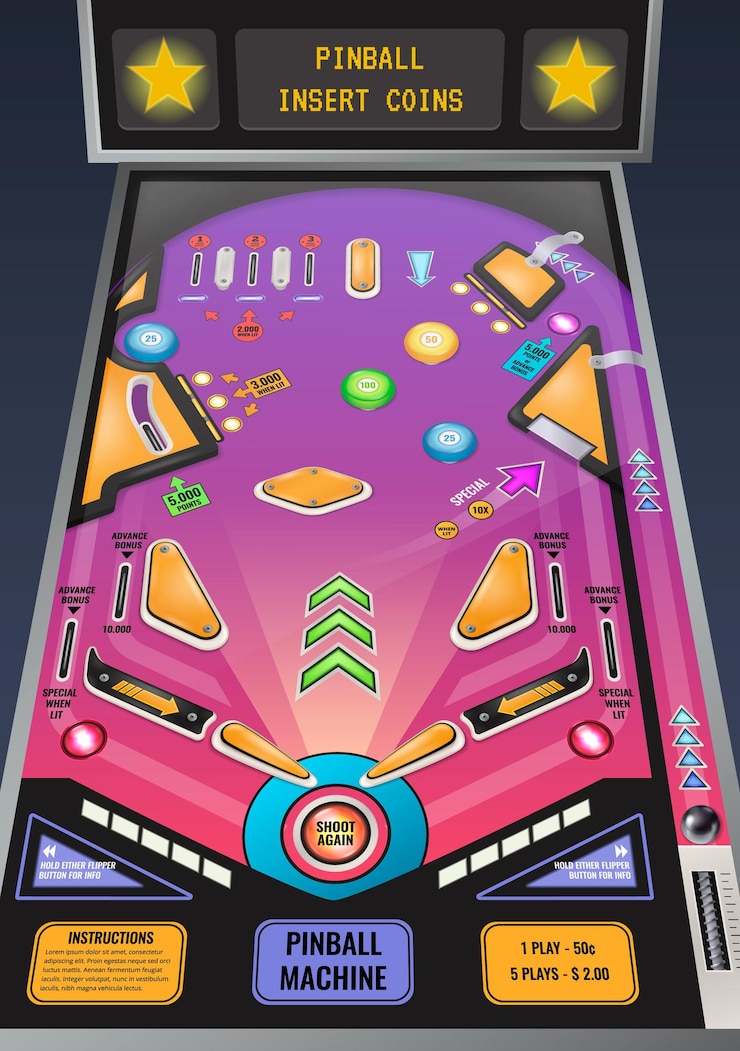 PINBALL
INSERT COINS
1
2
3
2.000
WHEN LIT
25
50
5.000
POINTS
OR
ADVANCE
BONUS
3.000
WHEN LIT
100
25
5.000
POINTS
SPECIAL
10X
WHEN
LIT
ADVANCE
BONUS
10.000
ADVANCE
BONUS
10.000
ADVANCE
BONUS
SPECIAL
WHEN
LIT
ADVANCE
BONUS
SPECIAL
WHEN
LIT
SHOOT
AGAIN
HOLD EITHER FLIPPER
BUTTON FOR INFO
HOLD EITHER FLIPPER
BUTTON FOR INFO
INSTRUCTIONS
Lorem ipsum dolor sit amet, consectetur
adipiscing elit. Proin egestas neque sed orci
luctus mattis. Aenean fermentum feugiat
iaculis. Integer volutpat, nunc in vestibulum
iaculis, nibh magna vehicula lectus.
PINBALL
MACHINE
1 PLAY - 50¢
5 PLAYS - $ 2.00